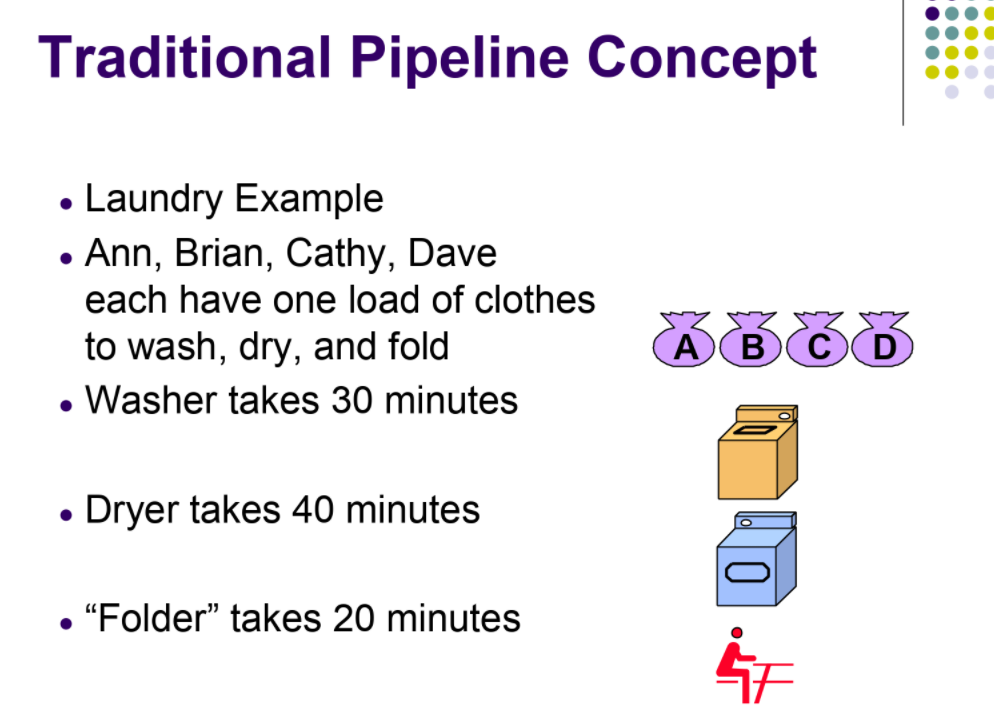 Traditional Pipeline Concept
Laundry Example
Ann, Brian, Cathy, Dave
each have one load of clothes
to wash, dry, and fold
A B C D
Washer takes 30 minutes
Dryer takes 40 minutes
“Folder” takes 20 minutes